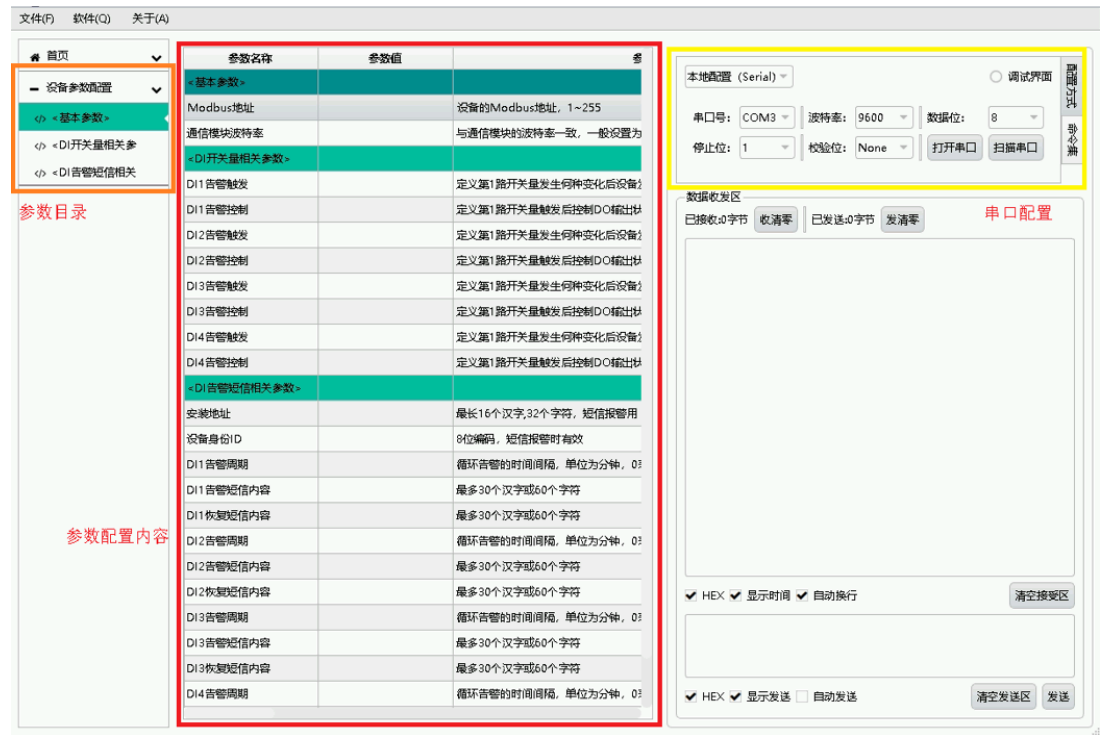 文件(F) 软件(Q) 关于(A)
首页
设备参数配置
</> <基本参数>
</> <DI开关量相关参
</> <DI告警短信相关
参数目录
参数配置内容
参数名称 参数值
<基本参数>
Modbus地址 设备的Modbus地址, 1~255
通信模块波特率 与通信模块的波特率一致, 一般设置为
<DI开关量相关参数>
DI1告警触发 定义第1路开关量发生何种变化后设备
DI1告警控制 定义第1路开关量触发后控制DO输出状
DI2告警触发 定义第1路开关量发生何种变化后设备
DI2告警控制 定义第1路开关量触发后控制DO输出状
DI3告警触发 定义第1路开关量发生何种变化后设备
DI3告警控制 定义第1路开关量触发后控制DO输出状
DI4告警触发 定义第1路开关量发生何种变化后设备
DI4告警控制 定义第1路开关量触发后控制DO输出状
<DI告警短信相关参数>
安装地址 最长16个汉字,32个字符, 短信报警用
设备身份ID 8位编码, 短信报警时有效
DI1告警周期 循环告警的时间间隔, 单位为分钟, 0
DI1告警短信内容 最多30个汉字或60个字符
DI1恢复短信内容 最多30个汉字或60个字符
DI2告警周期 循环告警的时间间隔, 单位为分钟, 0
DI2告警短信内容 最多30个汉字或60个字符
DI2恢复短信内容 最多30个汉字或60个字符
DI3告警周期 循环告警的时间间隔, 单位为分钟, 0
DI3告警短信内容 最多30个汉字或60个字符
DI3恢复短信内容 最多30个汉字或60个字符
DI4告警周期 循环告警的时间间隔, 单位为分钟, 0
本地配置 (Serial) 调试界面
串口号: COM3 波特率: 9600 数据位: 8
停止位: 1 校验位: None 打开串口 扫描串口
配置方式
命令集
数据收发区
已接收:0字节 收清零 已发送:0字节 发清零
串口配置
HEX 显示时间 自动换行 清空接受区
HEX 显示发送 自动发送 清空发送区 发送